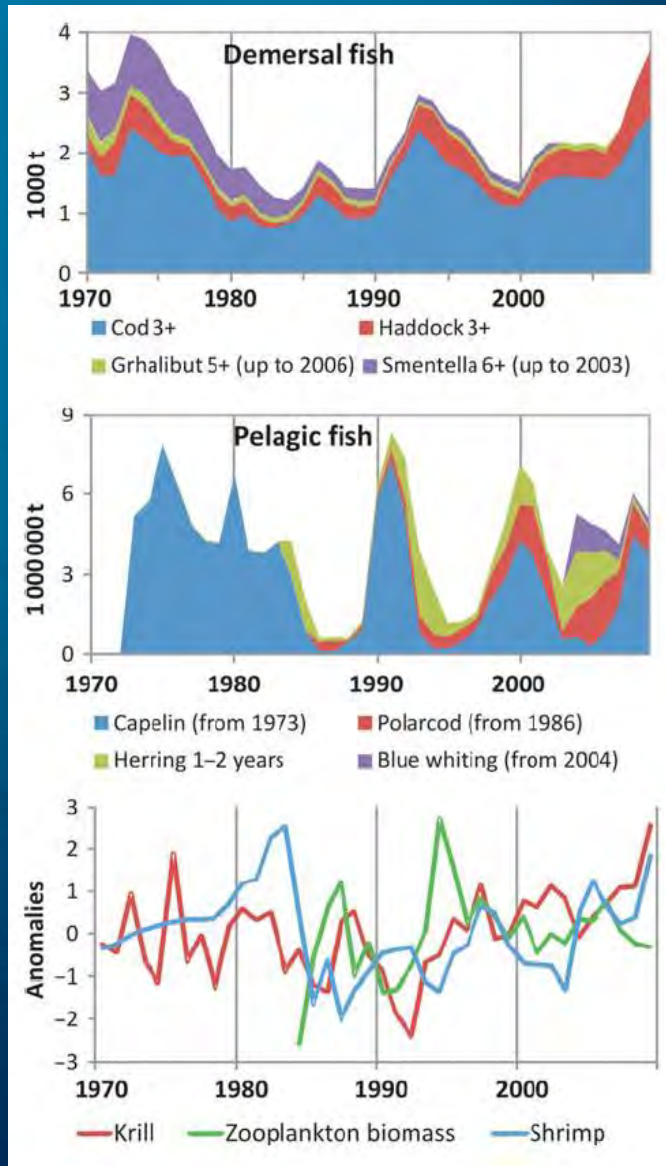 Demersal fish
4
3
2
1
0
1000 t
1970 1980 1990 2000
Cod 3+ Haddock 3+
Grhalibut 5+ (up to 2006) Smentella 6+ (up to 2003)
Pelagic fish
9
6
3
0
1000 000 t
1970 1980 1990 2000
Capelin (from 1973) Polarcod (from 1986)
Herring 1–2 years Blue whiting (from 2004)
3
2
1
0
−1
−2
−3
Anomalies
1970 1980 1990 2000
Krill Zooplankton biomass Shrimp